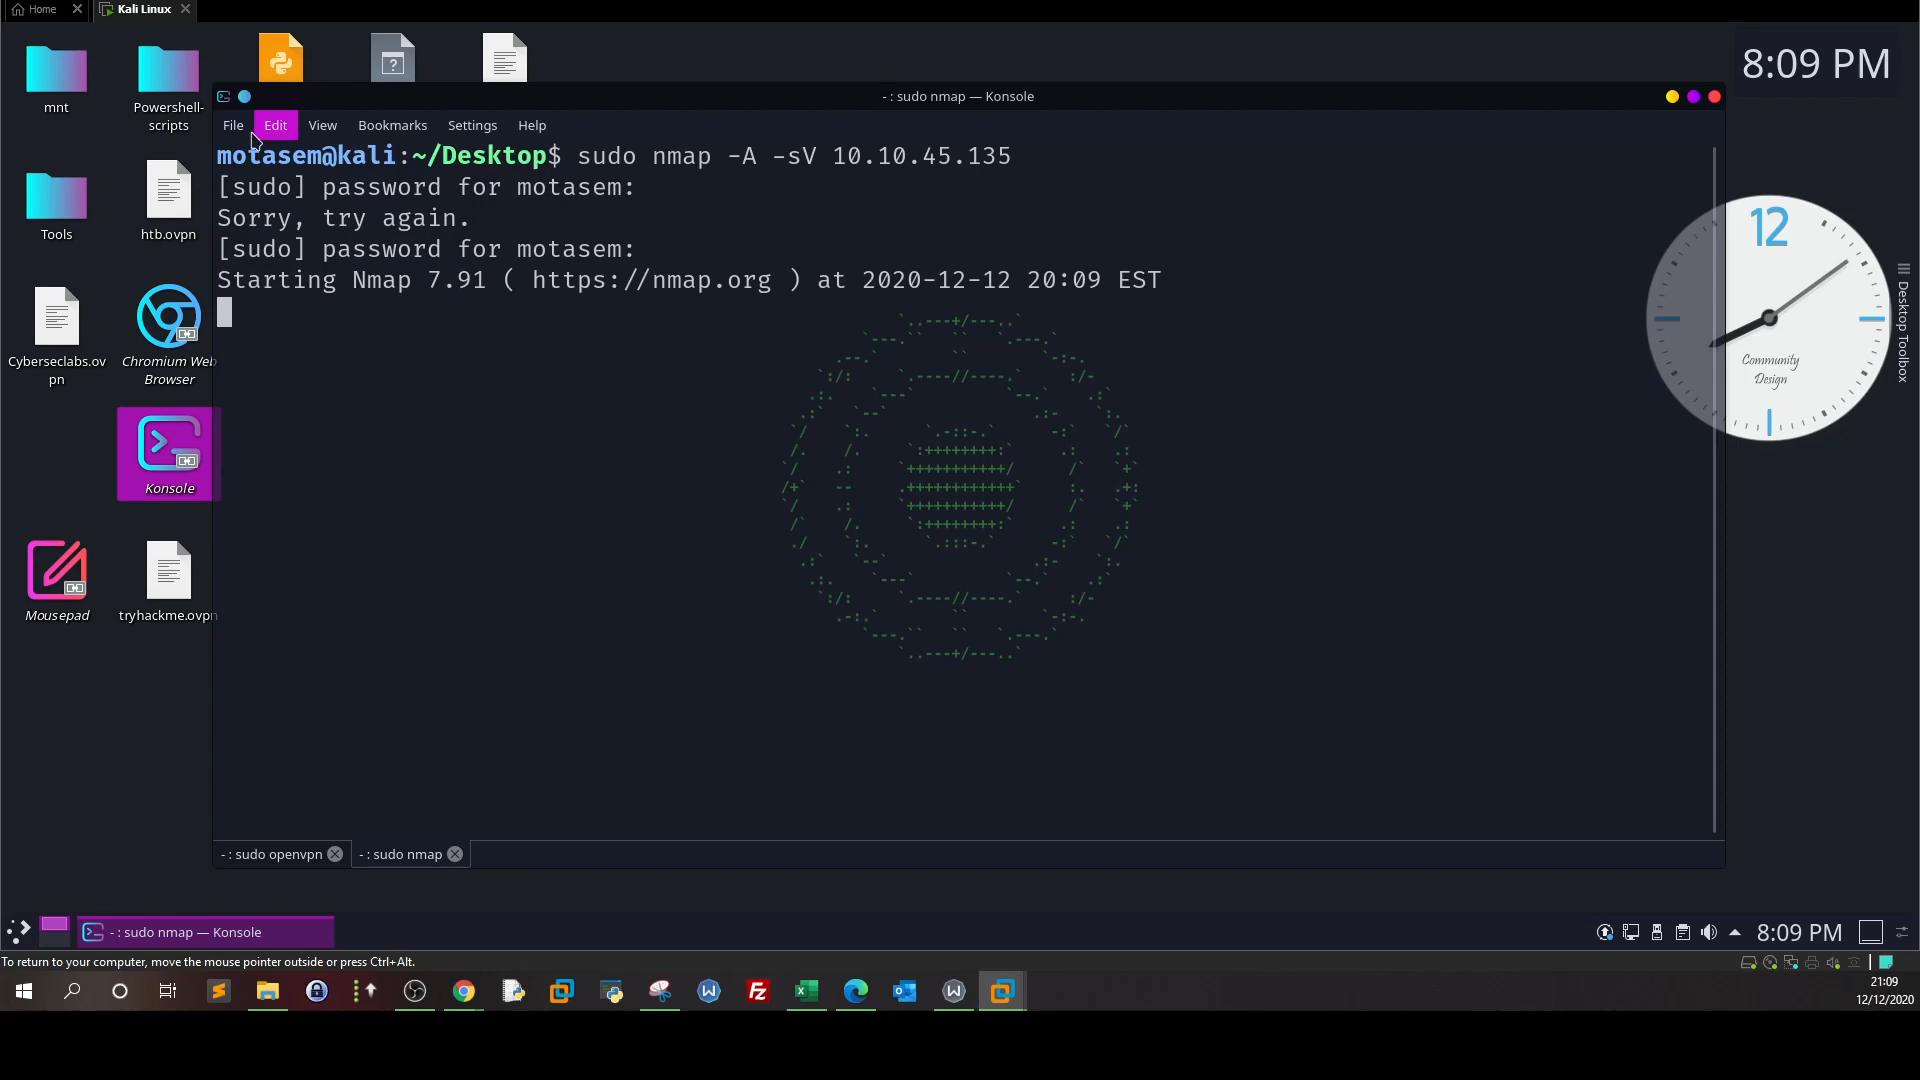 Home
Kali Linux
8:09 PM
mnt
Powershell-
scripts
- : sudo nmap — Konsole
File Edit View Bookmarks Settings Help
motasem@kali:~/Desktop$ sudo nmap -A -sV 10.10.45.135
[sudo] password for motasem:
Sorry, try again.
[sudo] password for motasem:
Starting Nmap 7.91 ( https://nmap.org ) at 2020-12-12 20:09 EST
Tools
htb.ovpn
12
Community
Design
Desktop Toolbox
Cyberseclabs.ov
pn
Chromium Web
Browser
Konsole
Mousepad
tryhackme.ovpn
- : sudo openvpn
- : sudo nmap
- : sudo nmap — Konsole
8:09 PM
To return to your computer, move the mouse pointer outside or press Ctrl+Alt.
21:09
12/12/2020